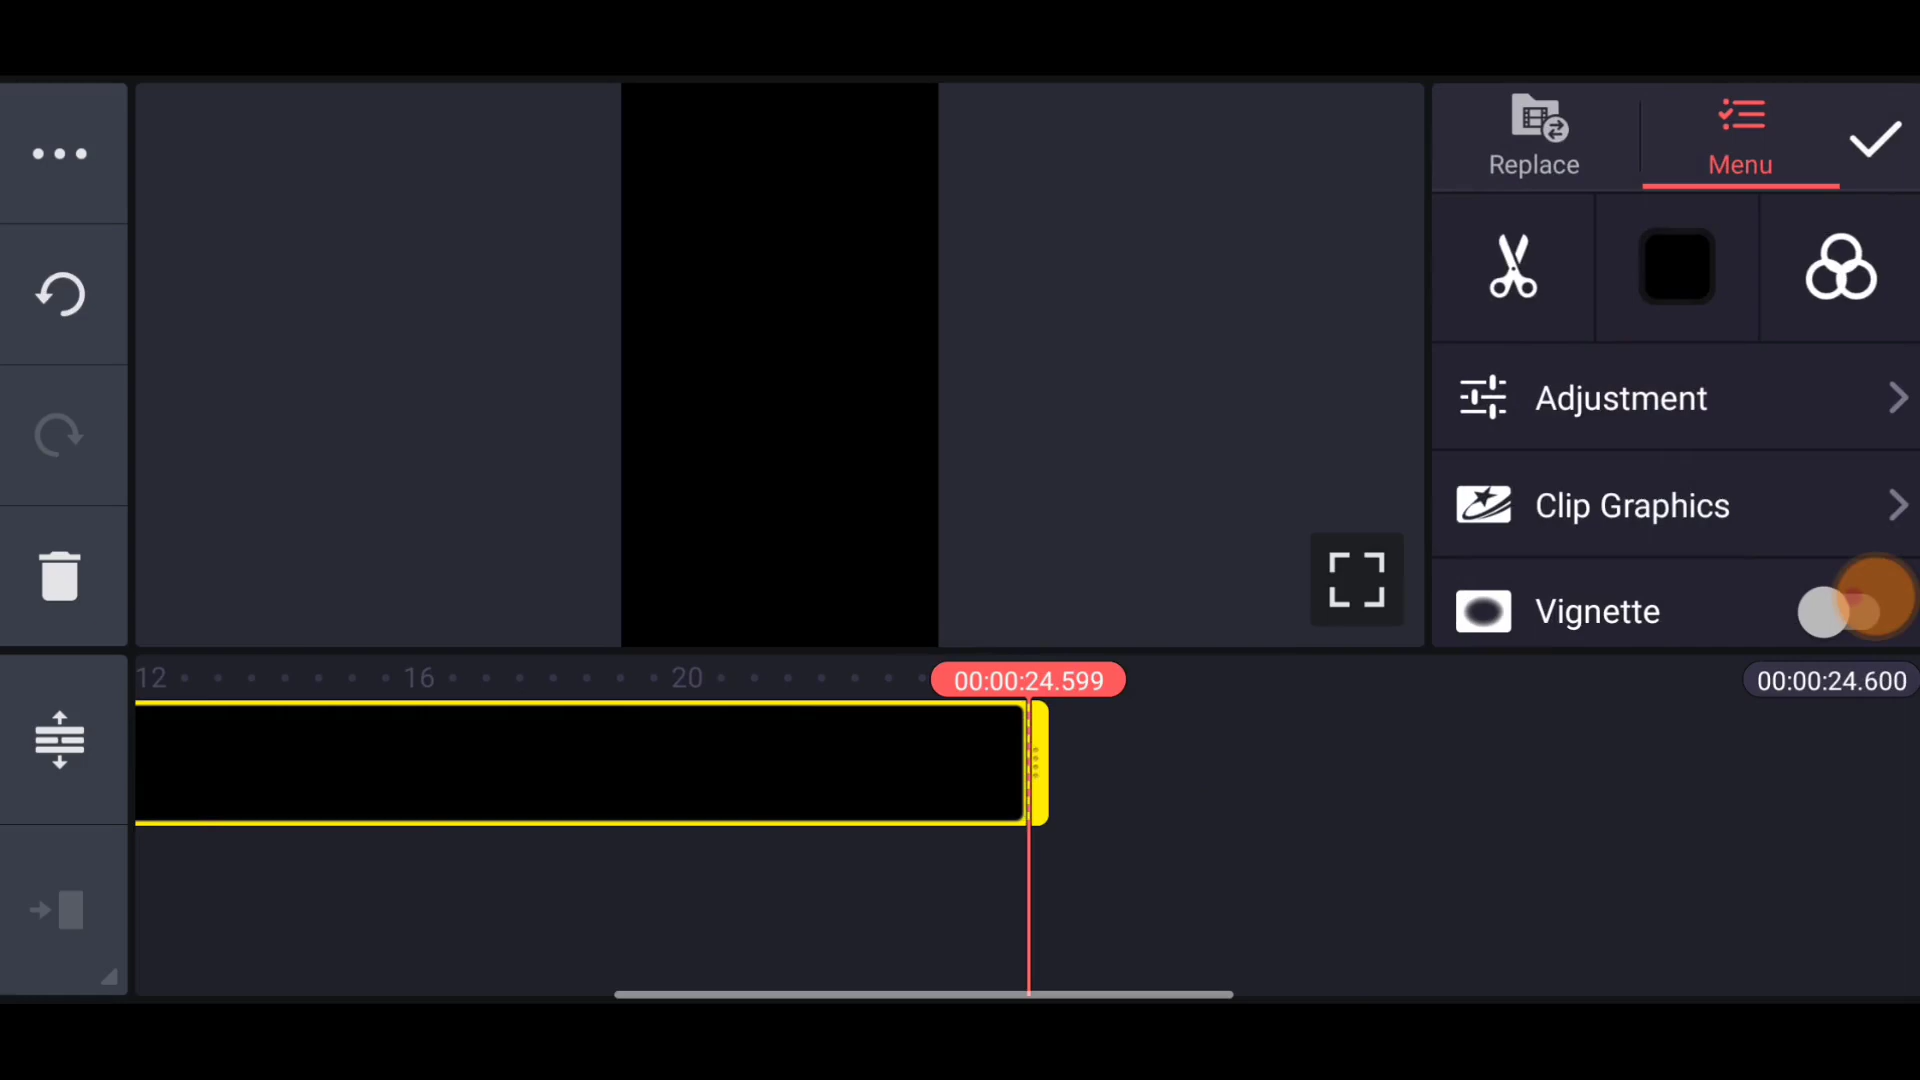 Replace
Menu
Adjustment
Clip Graphics
Vignette
12
16
20
00:00:24.599
00:00:24.600